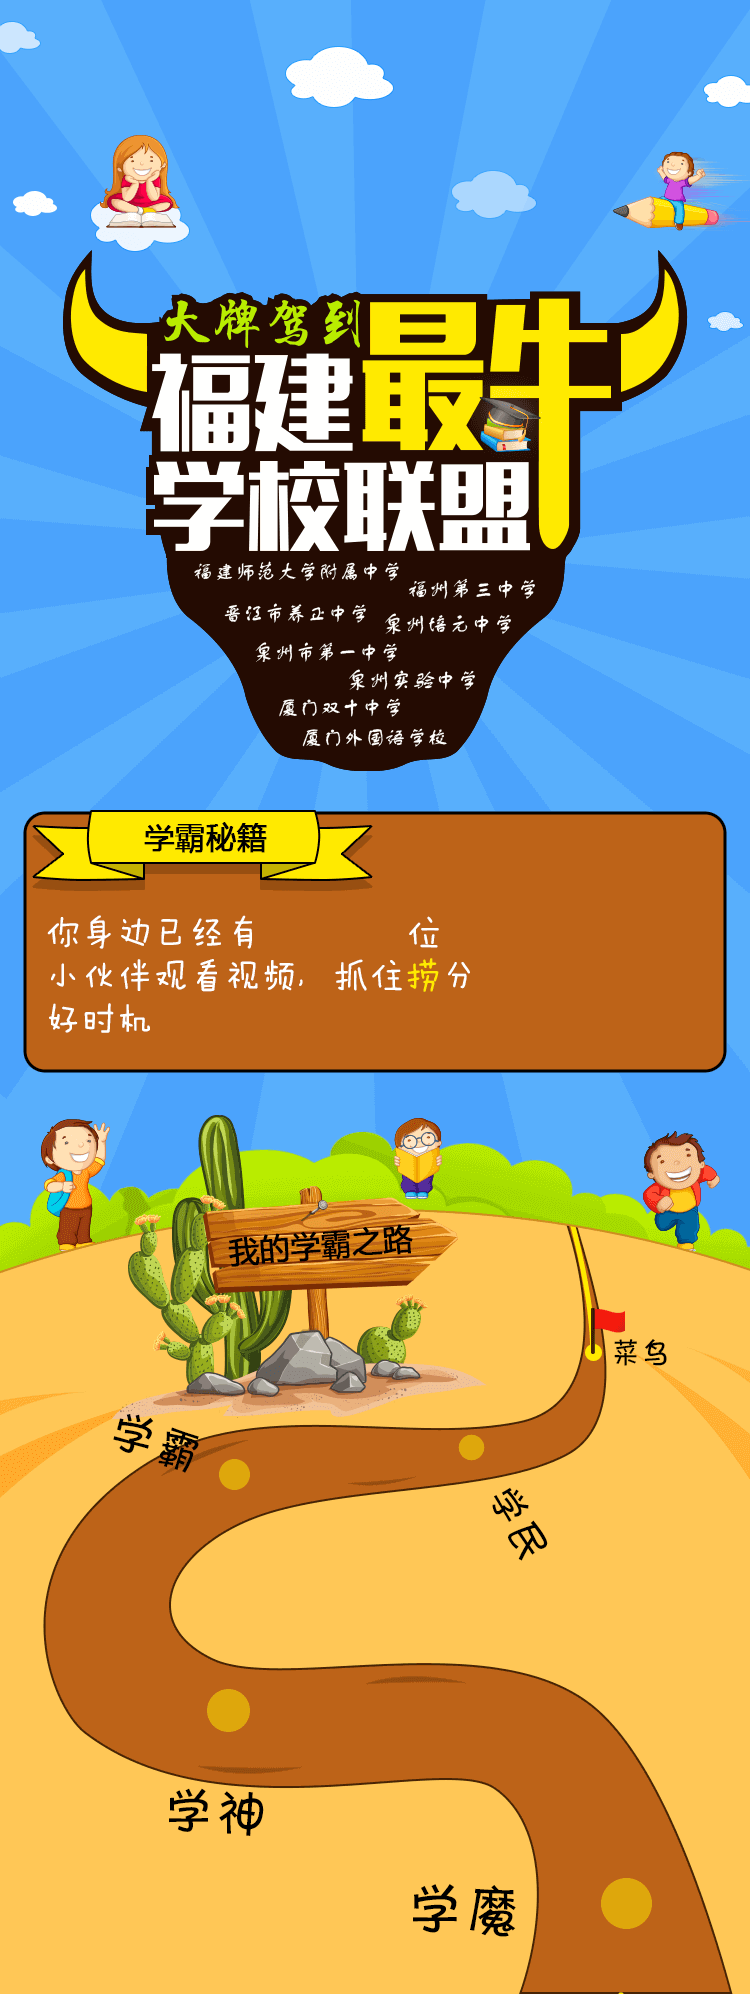 大牌驾到
福建最牛
学校联盟
福建师范大学附属中学
福州第三中学
晋江市养正中学
泉州培元中学
泉州市第一中学
泉州实验中学
厦门双十中学
厦门外国语学校
学霸秘籍
你身边已经有 位
小伙伴观看视频, 抓住捞分
好时机
我的学霸之路
菜鸟
学霸
学民
学神
学魔